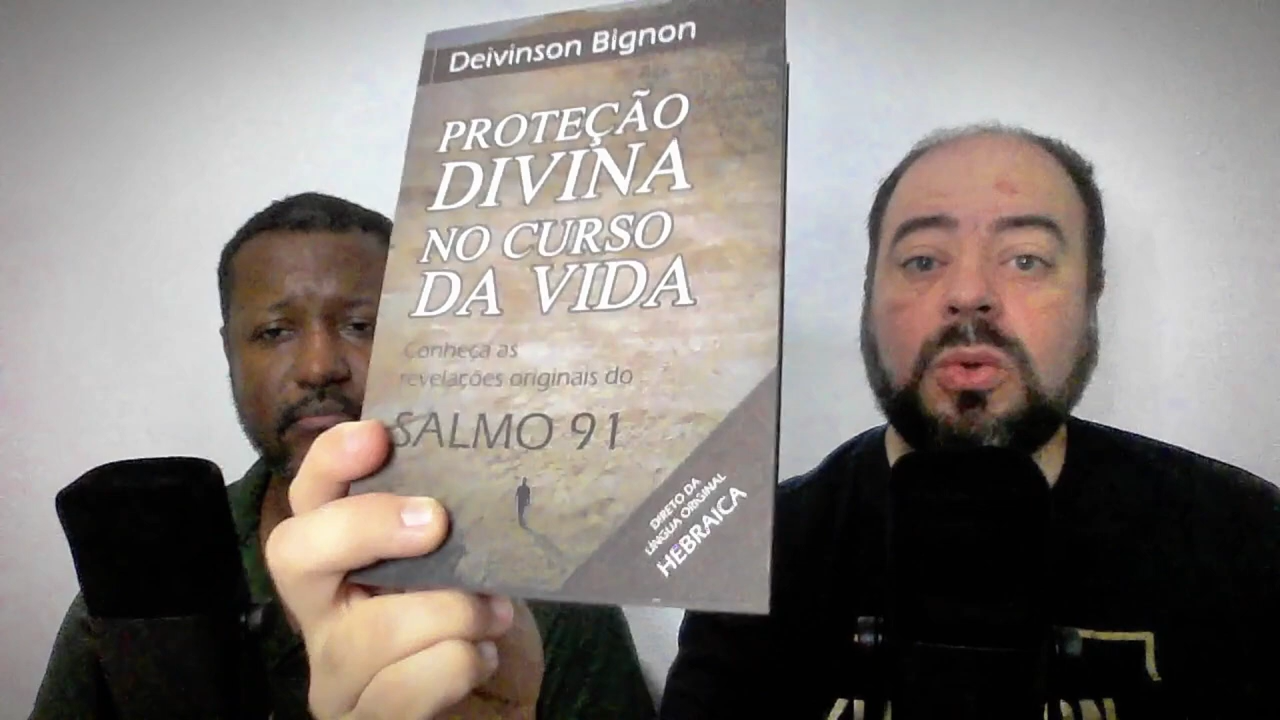 Deivinson Bignon
PROTEÇÃO
DIVINA
NO CURSO
DA VIDA
Conheça as
revelações originais do
SALMO 91
DIRETO DA
LÍNGUA ORIGINAL
HEBRAICA